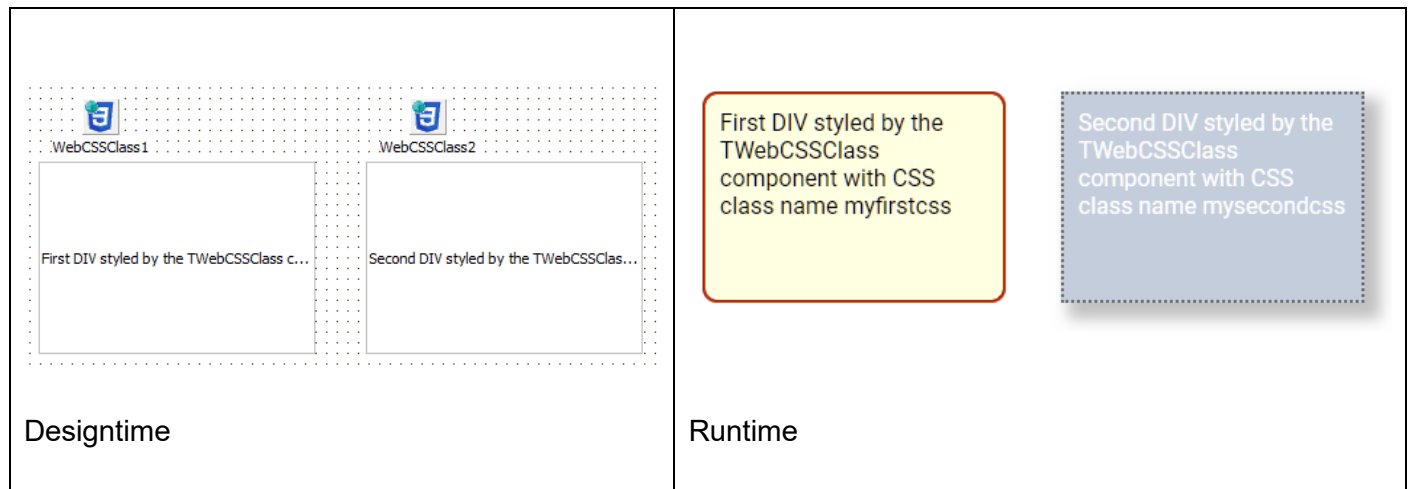 WebCSSClass1
WebCSSClass2
First DIV styled by the TWebCSSClass c...
Second DIV styled by the TWebCSSClas...
Designtime
First DIV styled by the
TWebCSSClass
component with CSS
class name myfirstcss
Second DIV styled by the
TWebCSSClass
component with CSS
class name mysecondcss
Runtime